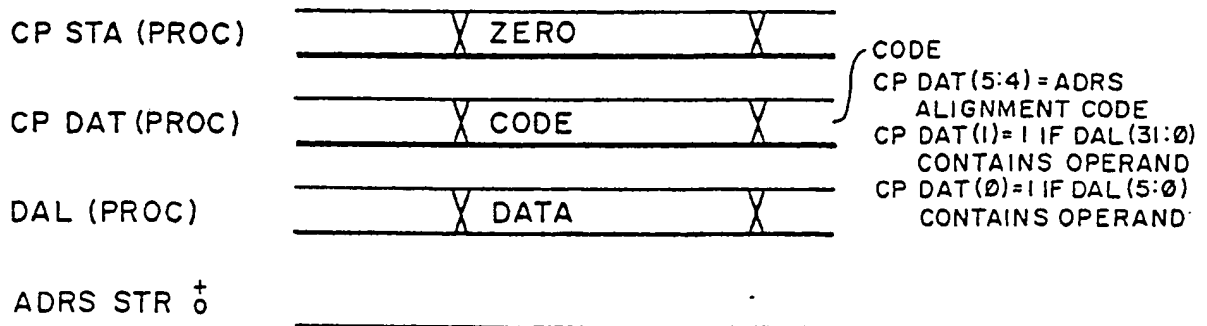 CP STA (PROC)
ZERO
CP DAT (PROC)
CODE
DAL (PROC)
DATA
ADRS STR + 0
CODE
CP DAT(5:4) = ADRS
ALIGNMENT CODE
CP DAT(1)= 1 IF DAL(31:0)
CONTAINS OPERAND
CP DAT(0)=1 IF DAL(5:0)
CONTAINS OPERAND